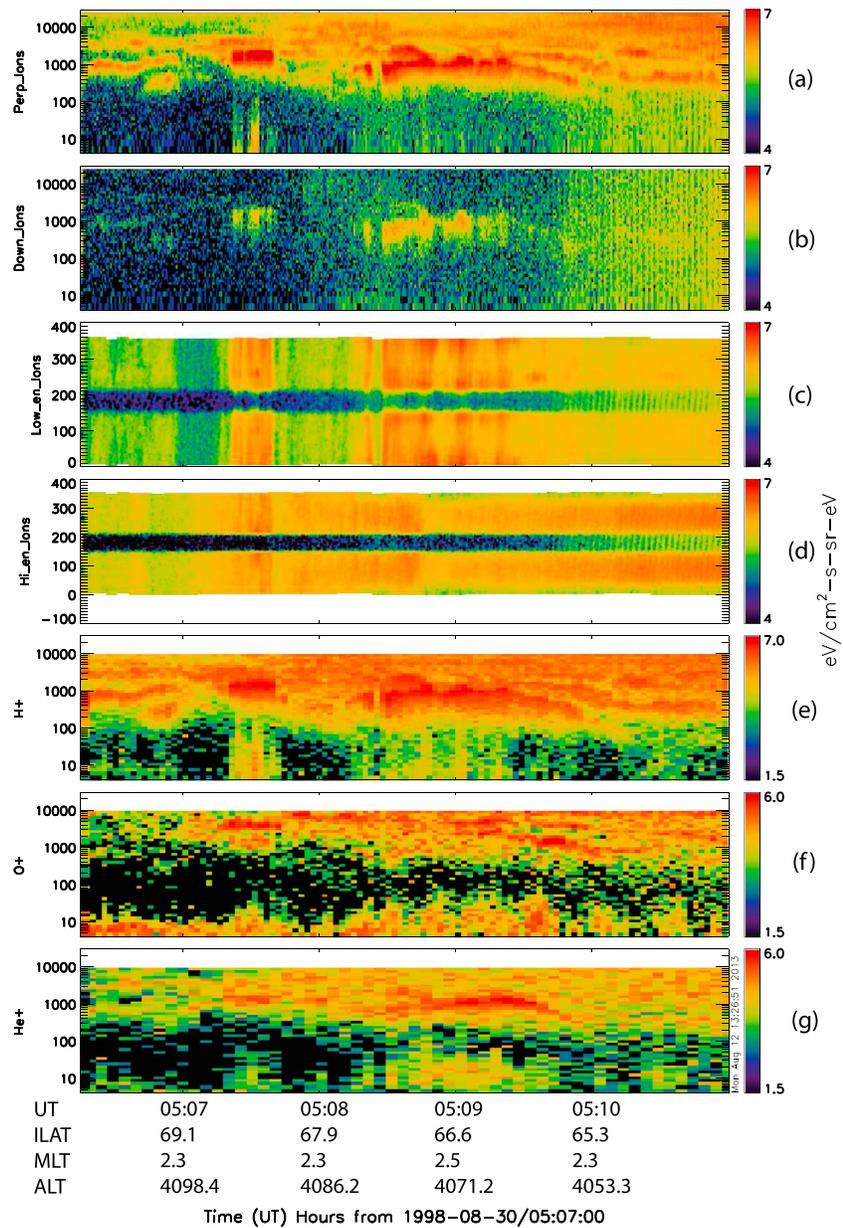 Perp_ions
10000
1000
100
10
7
4
(a)
Down_ions
10000
1000
100
10
7
4
(b)
Low_en_ions
400
300
200
100
0
7
4
(c)
Hi_en_ions
400
300
200
100
0
-100
7
4
(d)
eV/cm²-s-sr-eV
H+
10000
1000
100
10
7.0
1.5
(e)
O+
10000
1000
100
10
6.0
1.5
(f)
He+
10000
1000
100
10
6.0
1.5
(g)
Mon Aug 12 13:26:51 2013
UT 05:07 05:08 05:09 05:10
ILAT 69.1 67.9 66.6 65.3
MLT 2.3 2.3 2.5 2.3
ALT 4098.4 4086.2 4071.2 4053.3
Time (UT) Hours from 1998-08-30/05:07:00